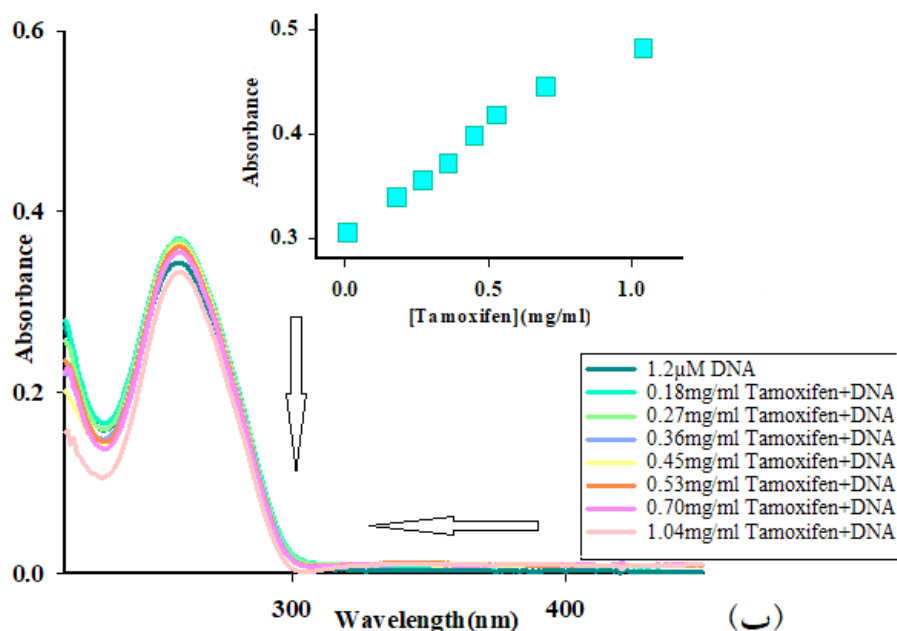 0.6
0.4
0.2
0.0
Absorbance
300
400
Wavelength(nm)
0.5
0.4
0.3
Absorbance
0.0
0.5
1.0
[Tamoxifen](mg/ml)
1.2µM DNA
0.18mg/ml Tamoxifen+DNA
0.27mg/ml Tamoxifen+DNA
0.36mg/ml Tamoxifen+DNA
0.45mg/ml Tamoxifen+DNA
0.53mg/ml Tamoxifen+DNA
0.70mg/ml Tamoxifen+DNA
1.04mg/ml Tamoxifen+DNA
(ب)